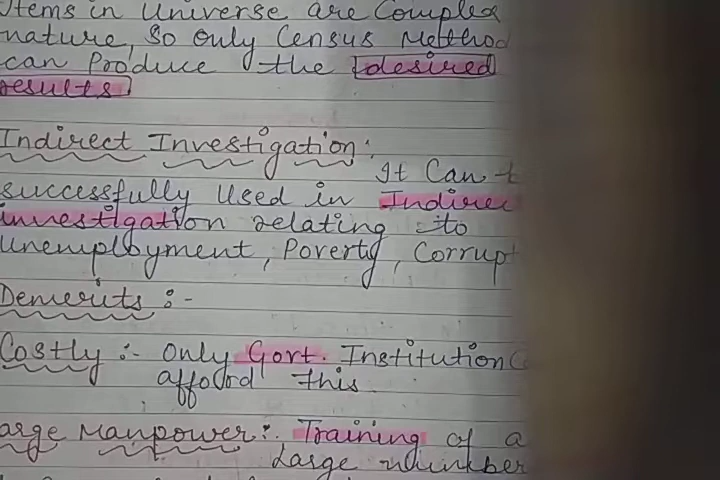 Items in Universe are Complex
nature, So only Census Method
can Produce the desired
results
Indirect Investigation:
It Can
successfully Used in Indirec
investigation relating to
Unemployment, Poverty, Corrupt
Demerits :-
Costly :- Only Govt. Institution
afford this
arge Manpower:. Training of a
Large number